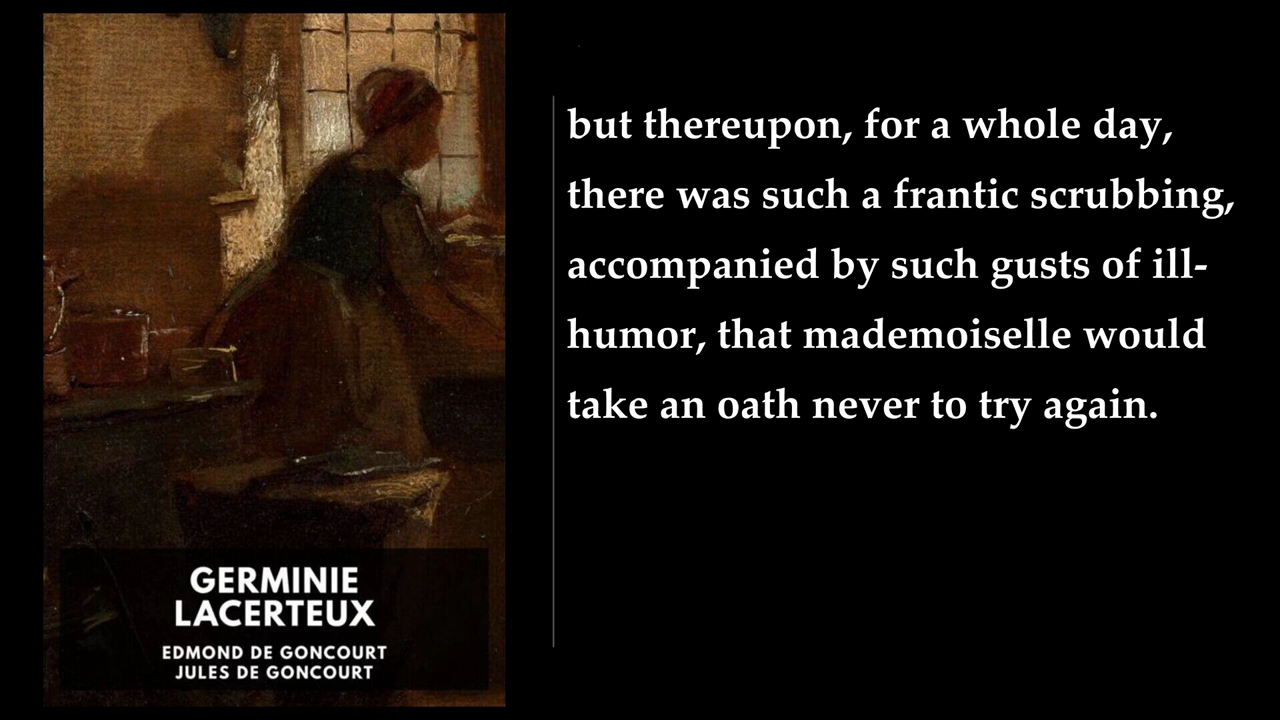 but thereupon, for a whole day,
there was such a frantic scrubbing,
accompanied by such gusts of ill-
humor, that mademoiselle would
take an oath never to try again.
GERMINIE
LACERTEUX
EDMOND DE GONCOURT
JULES DE GONCOURT